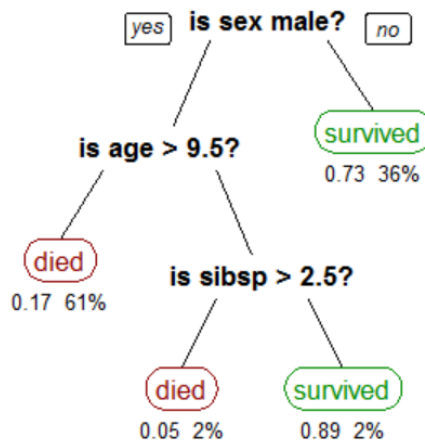 yes is sex male? no
survived
is age > 9.5?
0.73 36%
died
0.17 61%
is sibsp > 2.5?
died survived
0.05 2% 0.89 2%